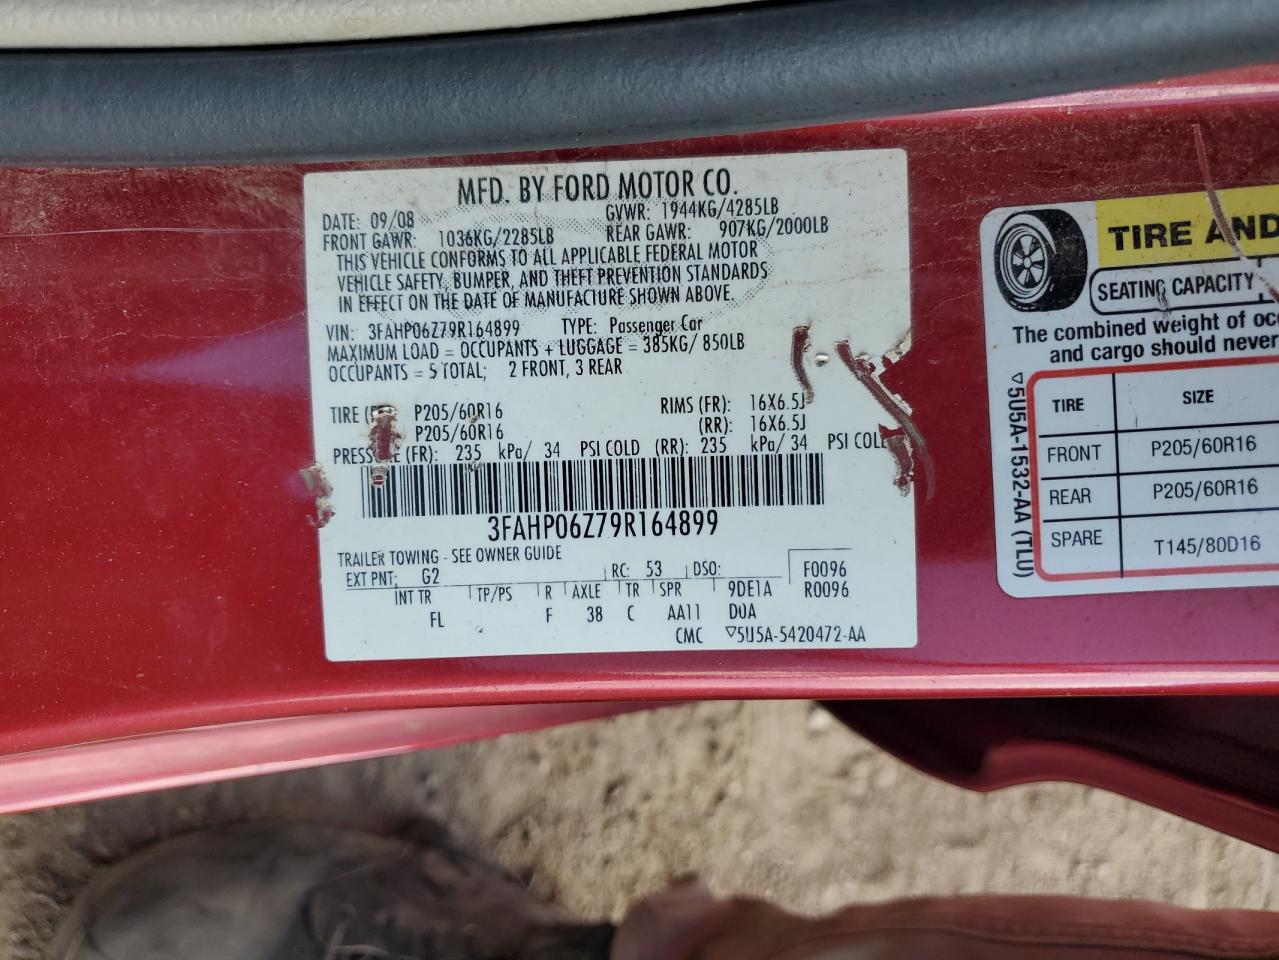 MFD. BY FORD MOTOR CO.
DATE: 09/08 GVWR: 1944KG/4285LB
FRONT GAWR: 1036KG/2285LB REAR GAWR: 907KG/2000LB
THIS VEHICLE CONFORMS TO ALL APPLICABLE FEDERAL MOTOR
VEHICLE SAFETY, BUMPER, AND THEFT PREVENTION STANDARDS
IN EFFECT ON THE DATE OF MANUFACTURE SHOWN ABOVE.
VIN: 3FAHP06Z79R164899 TYPE: Passenger Car
MAXIMUM LOAD = OCCUPANTS + LUGGAGE = 385KG/ 850LB
OCCUPANTS = 5 TOTAL; 2 FRONT, 3 REAR
TIRE P205/60R16 RIMS (FR): 16X6.5J
P205/60R16 (RR): 16X6.5J
(FR): 235 kPa/ 34 PSI COLD (RR): 235 kPa/ 34 PSI
3FAHP06Z79R164899
TRAILER TOWING - SEE OWNER GUIDE
EXT PNT: G2 RC: 53 DSO: F0096
INT TR TP/PS R AXLE TR SPR 9DE1A R0096
FL F 38 C AA11 D0A
CMC ▽5U5A-5420472-AA
TIRE AND
SEATING CAPACITY
The combined weight of
and cargo should never
TIRE SIZE
FRONT P205/60R16
REAR P205/60R16
SPARE T145/80D16
▽5U5A-1532-AA (TLU)